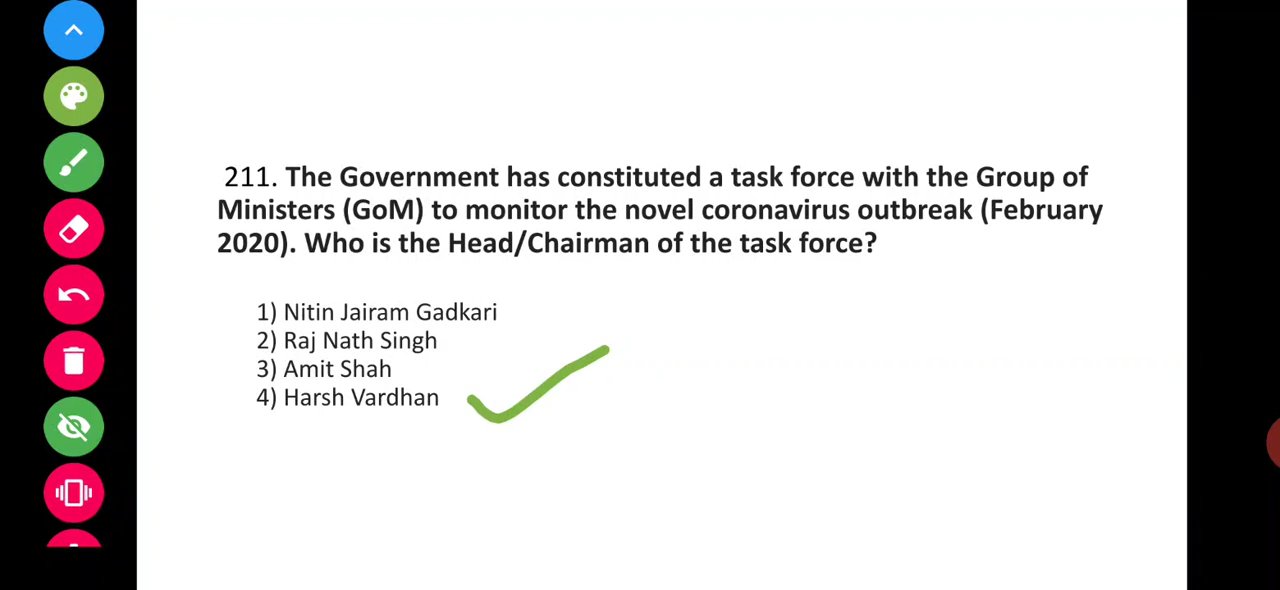 211. The Government has constituted a task force with the Group of
Ministers (GoM) to monitor the novel coronavirus outbreak (February
2020). Who is the Head/Chairman of the task force?
1) Nitin Jairam Gadkari
2) Raj Nath Singh
3) Amit Shah
4) Harsh Vardhan